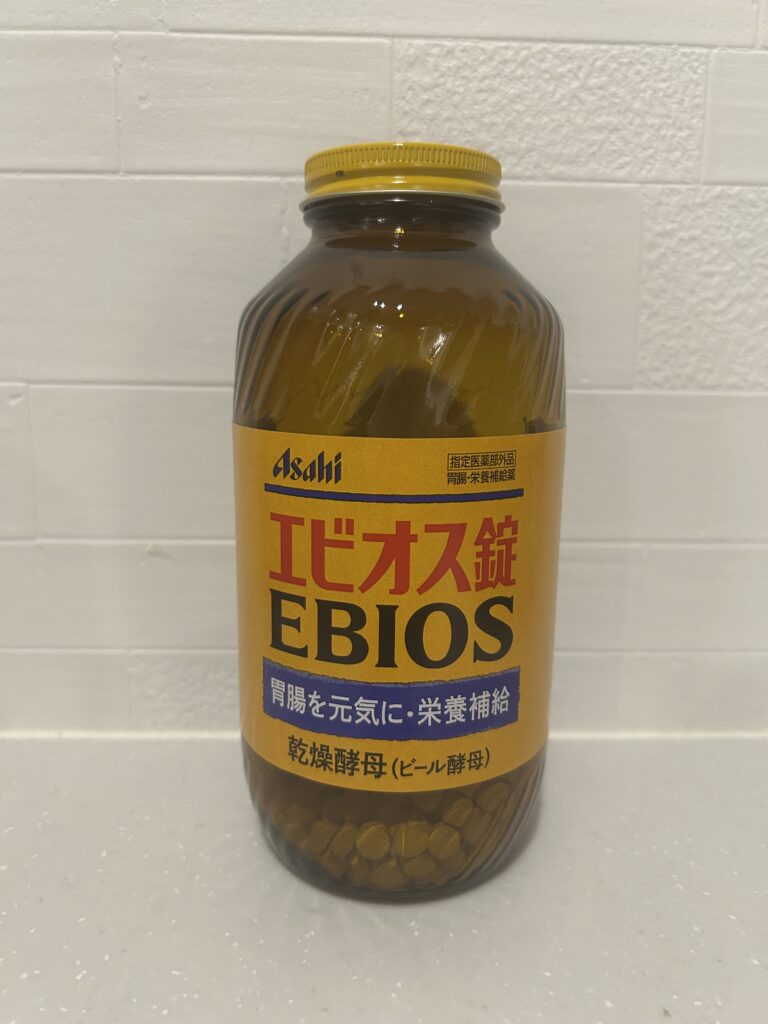 Asahi
指定医薬部外品
胃腸・栄養補給薬
エビオス錠
EBIOS
胃腸を元気に・栄養補給
乾燥酵母(ビール酵母)